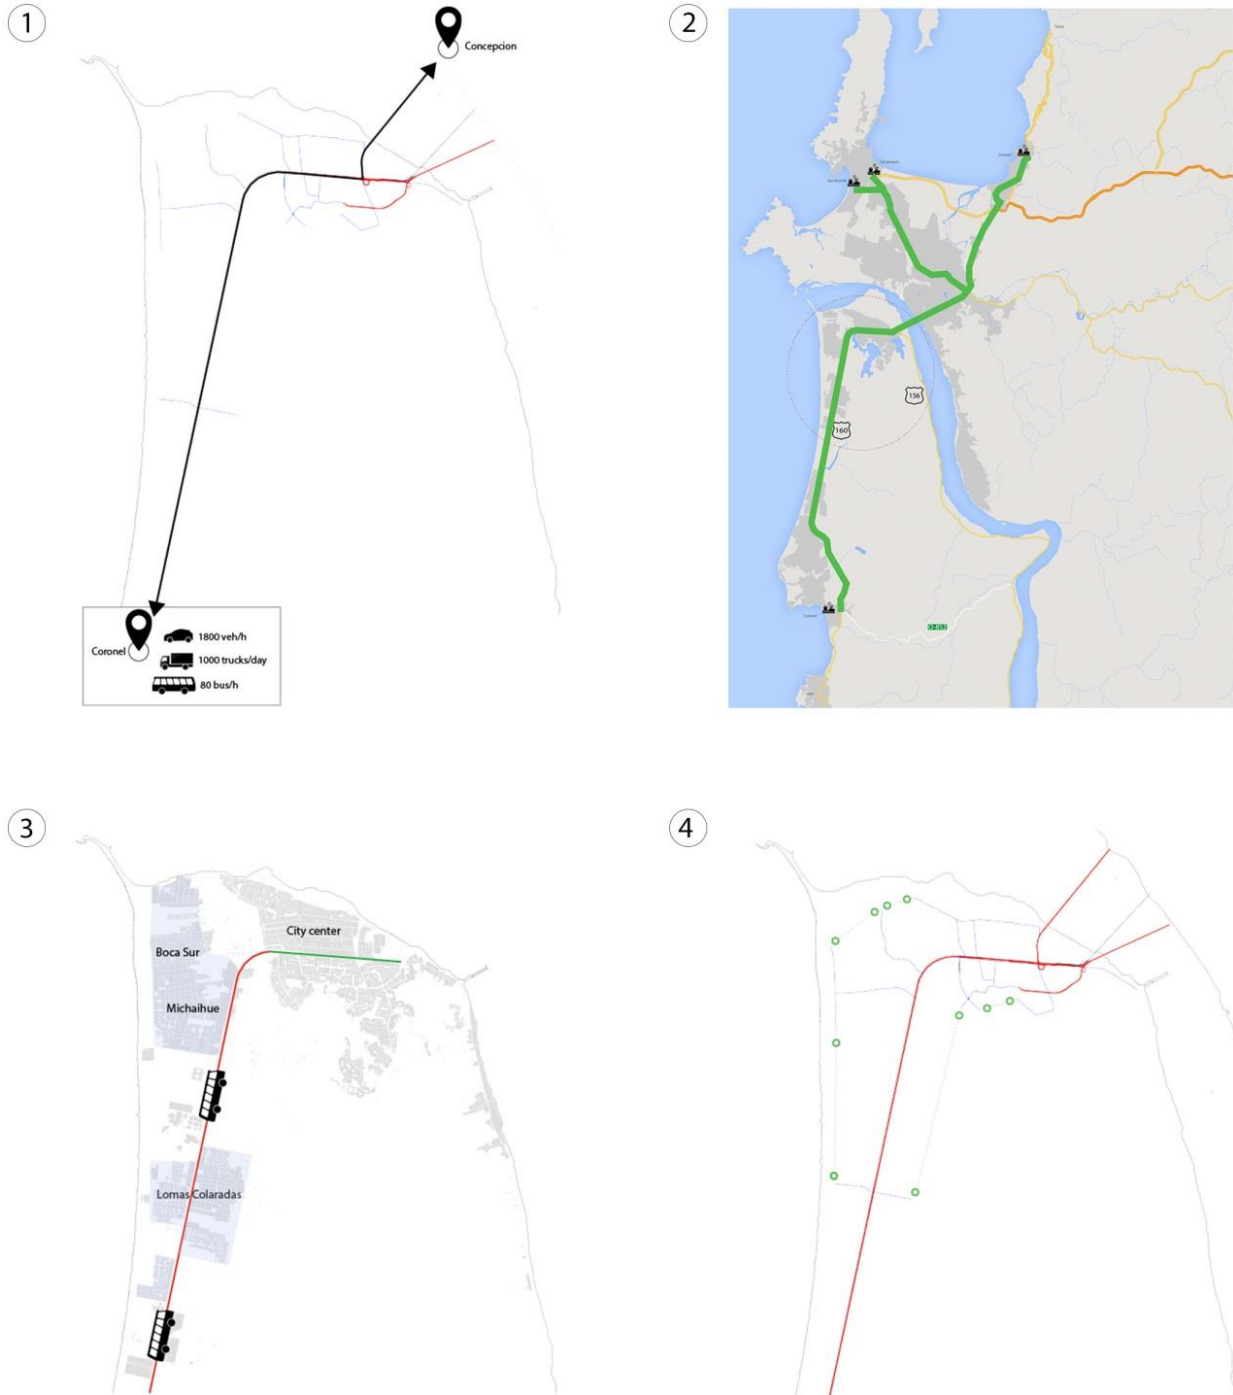 1
Concepcion
Coronel
1800 veh/h
1000 trucks/day
80 bus/h
2
156
160
O-852
3
City center
Boca Sur
Michaihue
Lomas Colaradas
4